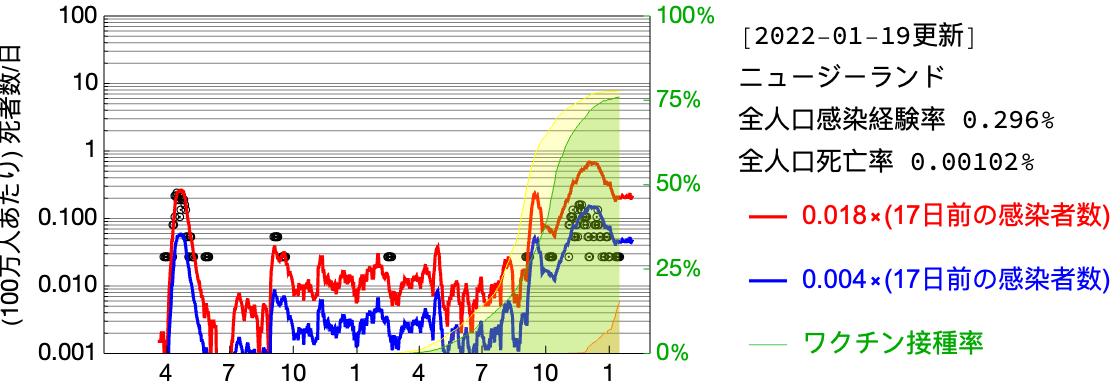 100
10
1
0.100
0.010
0.001
(100万人あたり) 死者数/日
100%
75%
50%
25%
0%
4 7 10 1 4 7 10 1
[2022-01-19更新]
ニュージーランド
全人口感染経験率 0.296%
全人口死亡率 0.00102%
0.018×(17日前の感染者数)
0.004×(17日前の感染者数)
ワクチン接種率